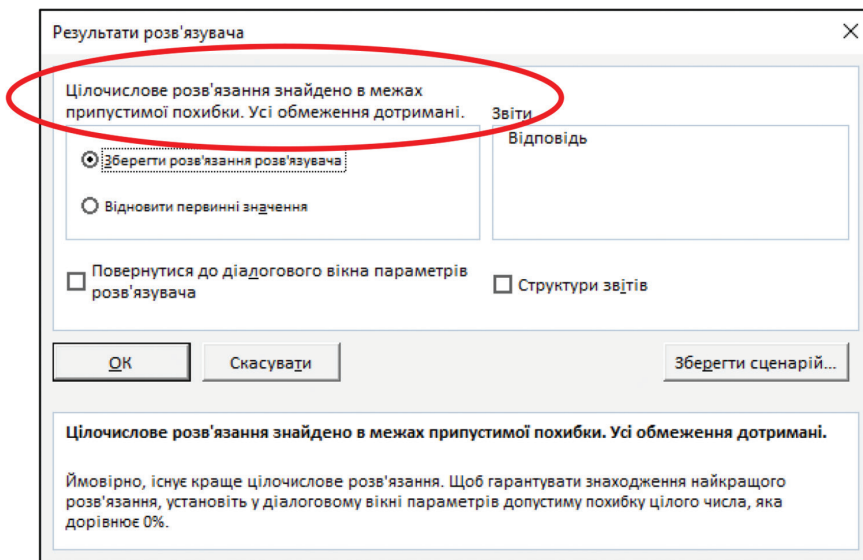 Результати розв'язувача
Цілочислове розв'язання знайдено в межах
припустимої похибки. Усі обмеження дотримані.
Звіти
Зберегти розв'язання розв'язувача
Відповідь
Відновити первинні значення
Повернутися до діалогового вікна параметрів
розв'язувача
Структури звітів
ОК
Скасувати
Зберегти сценарій...
Цілочислове розв'язання знайдено в межах припустимої похибки. Усі обмеження дотримані.
Ймовірно, існує краще цілочислове розв'язання. Щоб гарантувати знаходження найкращого
розв'язання, установіть у діалоговому вікні параметрів допустиму похибку цілого числа, яка
дорівнює 0%.